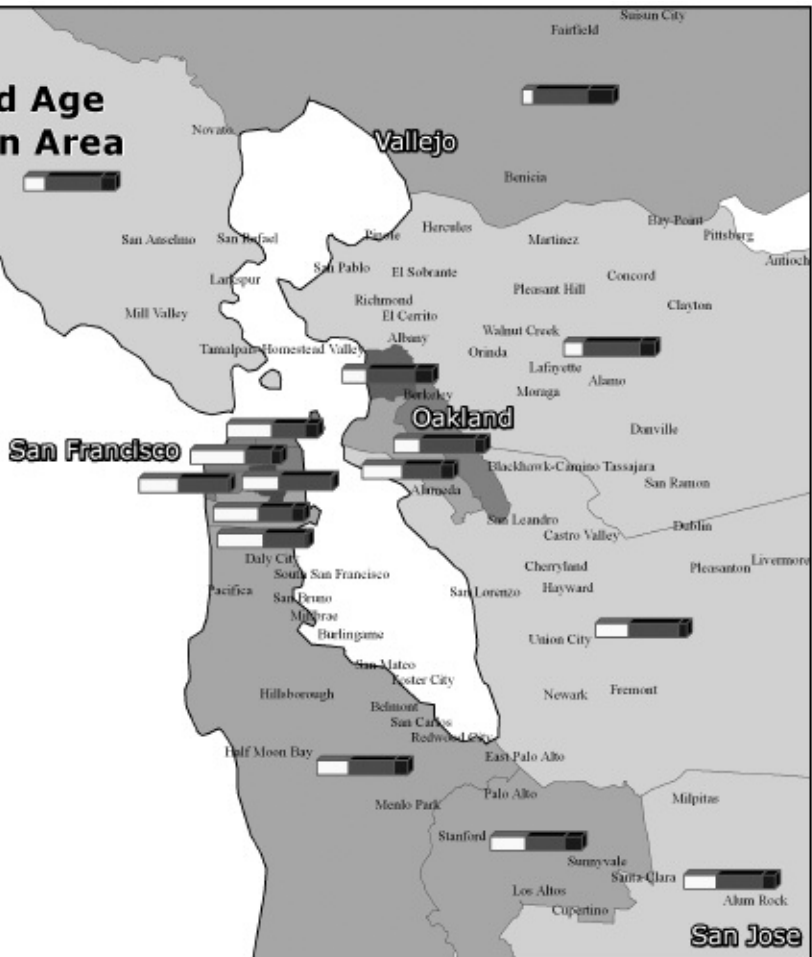 Suisun City
Fairfield
d Age
n Area
Novato
Vallejo
Benicia
San Anselmo
San Rafael
Pinole
Hercules
Martinez
Bay Point
Pittsburg
Antioch
Larkspur
San Pablo
El Sobrante
Concord
Pleasant Hill
Richmond
Clayton
Mill Valley
El Cerrito
Walnut Creek
Albany
Tamalpais-Homestead Valley
Orinda
Lafayette
Alamo
Berkeley
Moraga
Oakland
Danville
San Francisco
Blackhawk-Camino Tassajara
San Ramon
Alameda
San Leandro
Dublin
Castro Valley
Daly City
Cherryland
Livermore
Pleasanton
South San Francisco
Pacifica
San Lorenzo
Hayward
San Bruno
Millbrae
Burlingame
Union City
San Mateo
Foster City
Hillsborough
Newark
Fremont
Belmont
San Carlos
Redwood City
Half Moon Bay
East Palo Alto
Menlo Park
Palo Alto
Milpitas
Stanford
Sunnyvale
Santa Clara
Los Altos
Alum Rock
Cupertino
San Jose